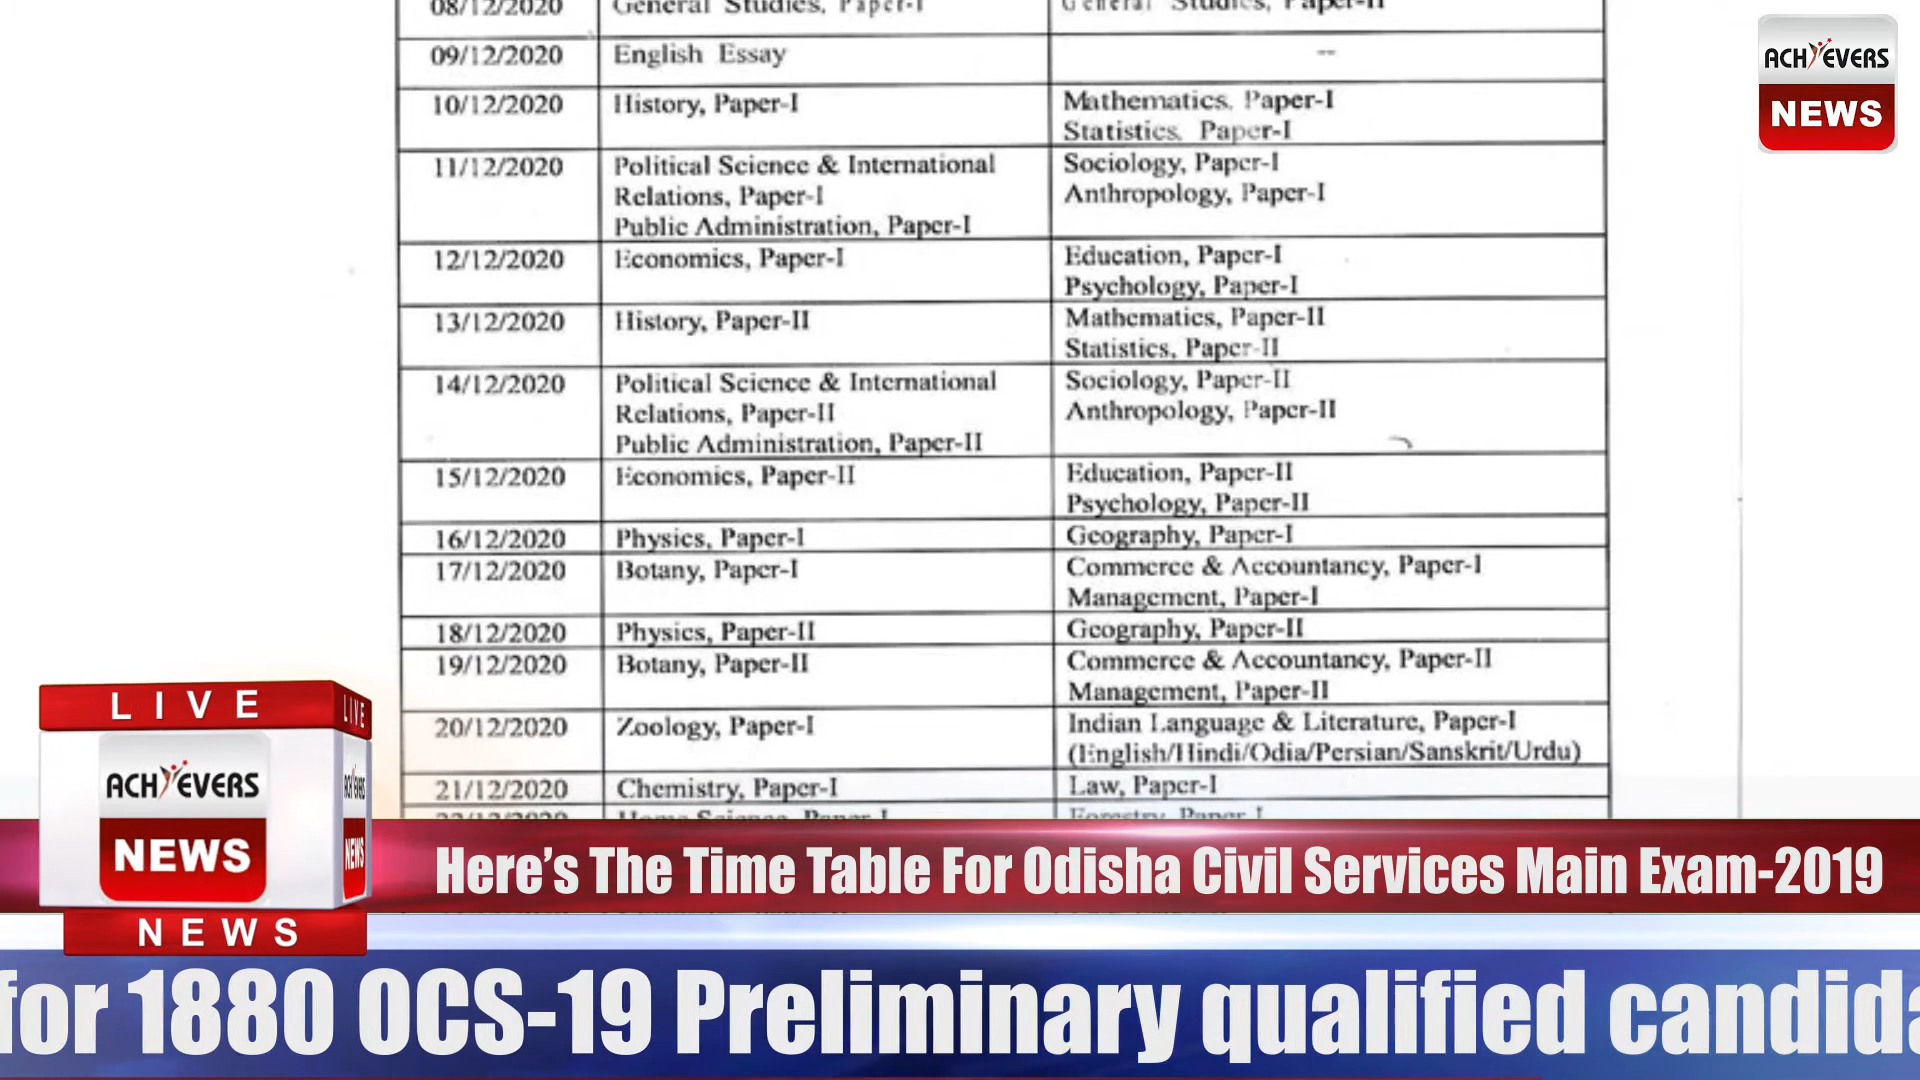 08/12/2020 General Studies, Paper-I General Studies, Paper-II
09/12/2020 English Essay --
10/12/2020 History, Paper-I Mathematics, Paper-I
Statistics, Paper-I
11/12/2020 Political Science & International Sociology, Paper-I
Relations, Paper-I Anthropology, Paper-I
Public Administration, Paper-I
12/12/2020 Economics, Paper-I Education, Paper-I
Psychology, Paper-I
13/12/2020 History, Paper-II Mathematics, Paper-II
Statistics, Paper-II
14/12/2020 Political Science & International Sociology, Paper-II
Relations, Paper-II Anthropology, Paper-II
Public Administration, Paper-II
15/12/2020 Economics, Paper-II Education, Paper-II
Psychology, Paper-II
16/12/2020 Physics, Paper-I Geography, Paper-I
17/12/2020 Botany, Paper-I Commerce & Accountancy, Paper-I
Management, Paper-I
18/12/2020 Physics, Paper-II Geography, Paper-II
19/12/2020 Botany, Paper-II Commerce & Accountancy, Paper-II
Management, Paper-II
20/12/2020 Zoology, Paper-I Indian Language & Literature, Paper-I
(English/Hindi/Odia/Persian/Sanskrit/Urdu)
21/12/2020 Chemistry, Paper-I Law, Paper-I
22/12/2020 Home Science, Paper-I Forestry, Paper-I
ACHIEVERS
NEWS
LIVE
LIVE
ACHIEVERS
NEWS
ACHIEVERS
NEWS
NEWS
Here's The Time Table For Odisha Civil Services Main Exam-2019
for 1880 OCS-19 Preliminary qualified candida